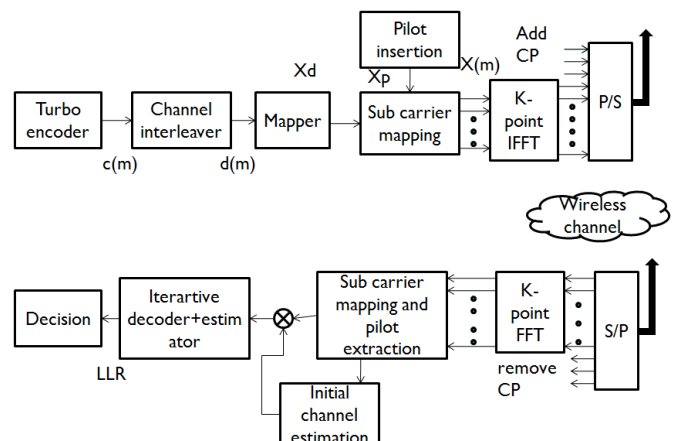 Pilot
insertion
Add
CP
Xd
Xp
X(m)
Turbo
encoder
Channel
interleaver
Mapper
Sub carrier
mapping
K-
point
IFFT
P/S
c(m)
d(m)
Wireless
channel
Decision
Iterartive
decoder+estim
ator
Sub carrier
mapping and
pilot
extraction
K-
point
FFT
S/P
LLR
remove
CP
Initial
channel
estimation